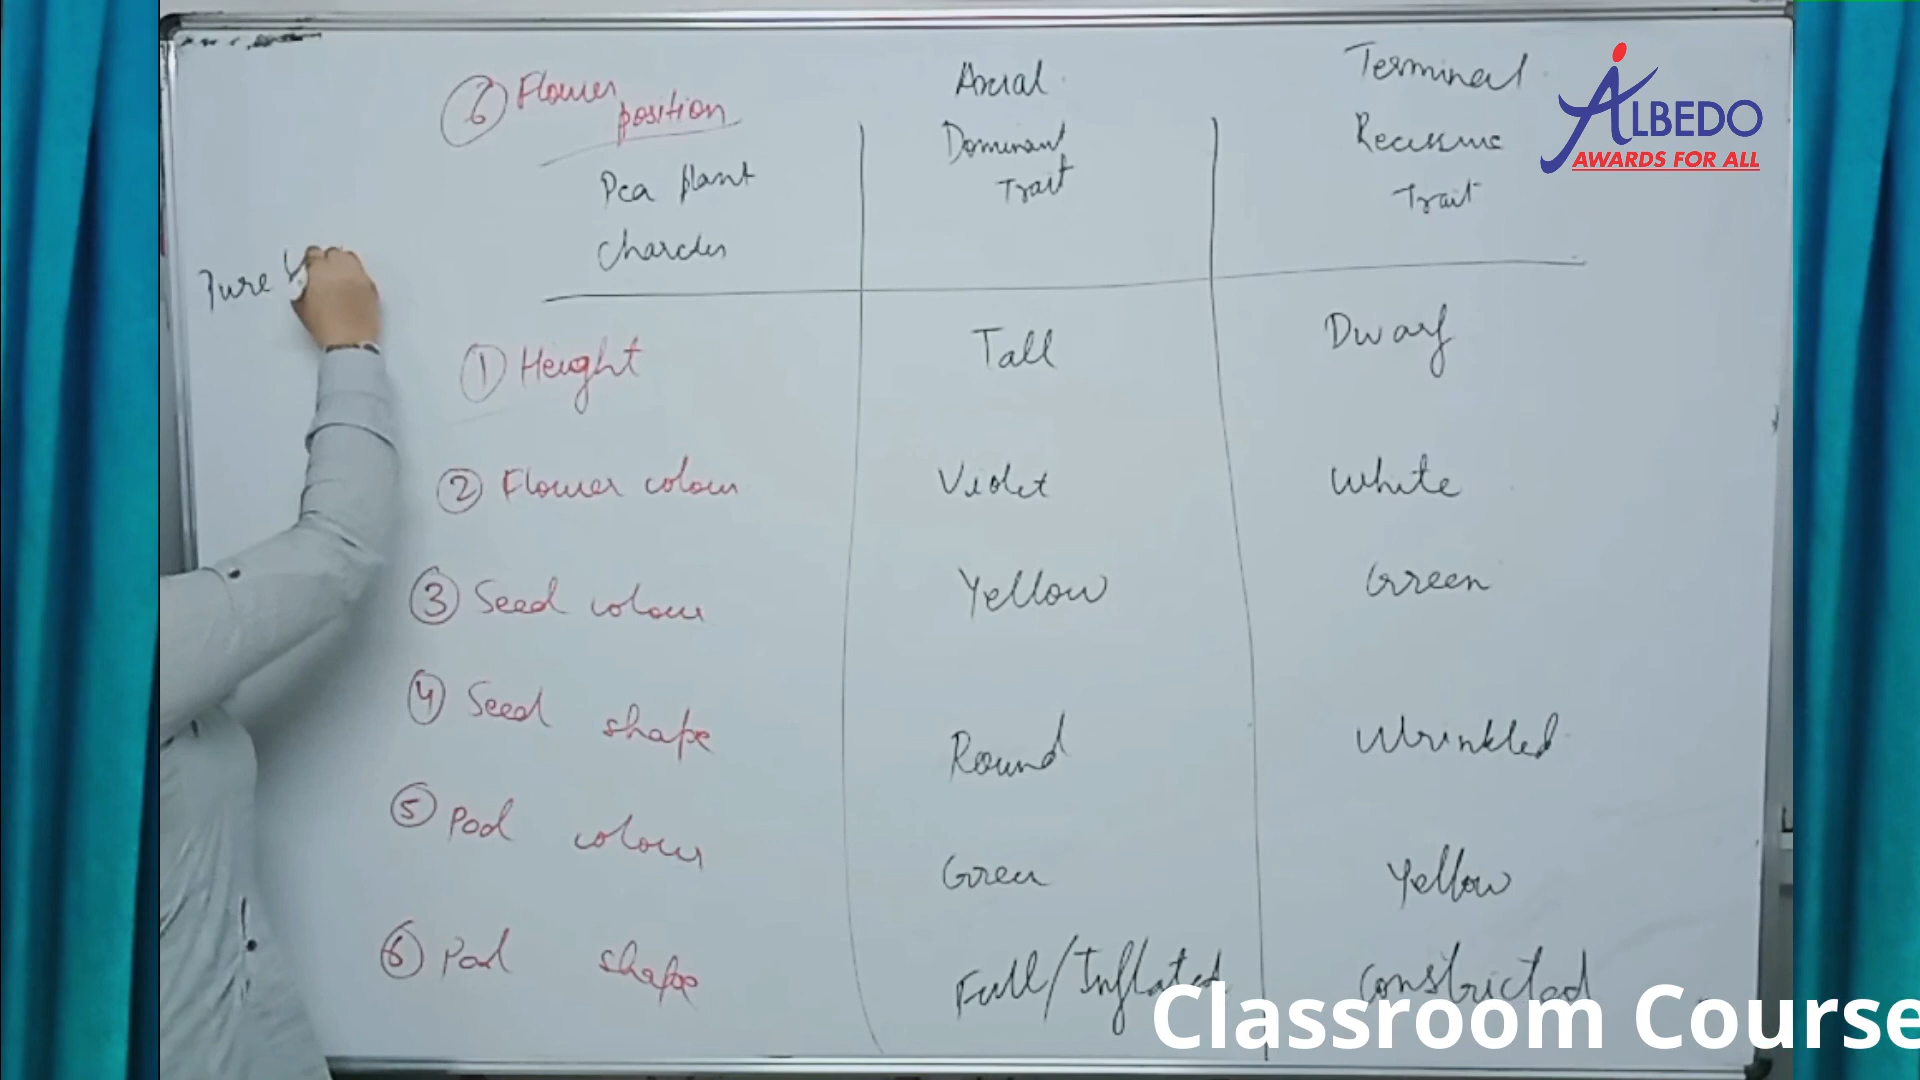 ⑥ Flower position
Axial
Terminal
Pea plant
Dominant
Trait
Recessive
Trait
ALBEDO
AWARDS FOR ALL
Pure
① Height
Tall
Dwarf
② Flower colour
Violet
White
③ Seed colour
Yellow
Green
④ Seed shape
Round
Wrinkled
⑤ Pod colour
Green
Yellow
⑥ Pod shape
Full/Inflated
Constricted
Classroom Course